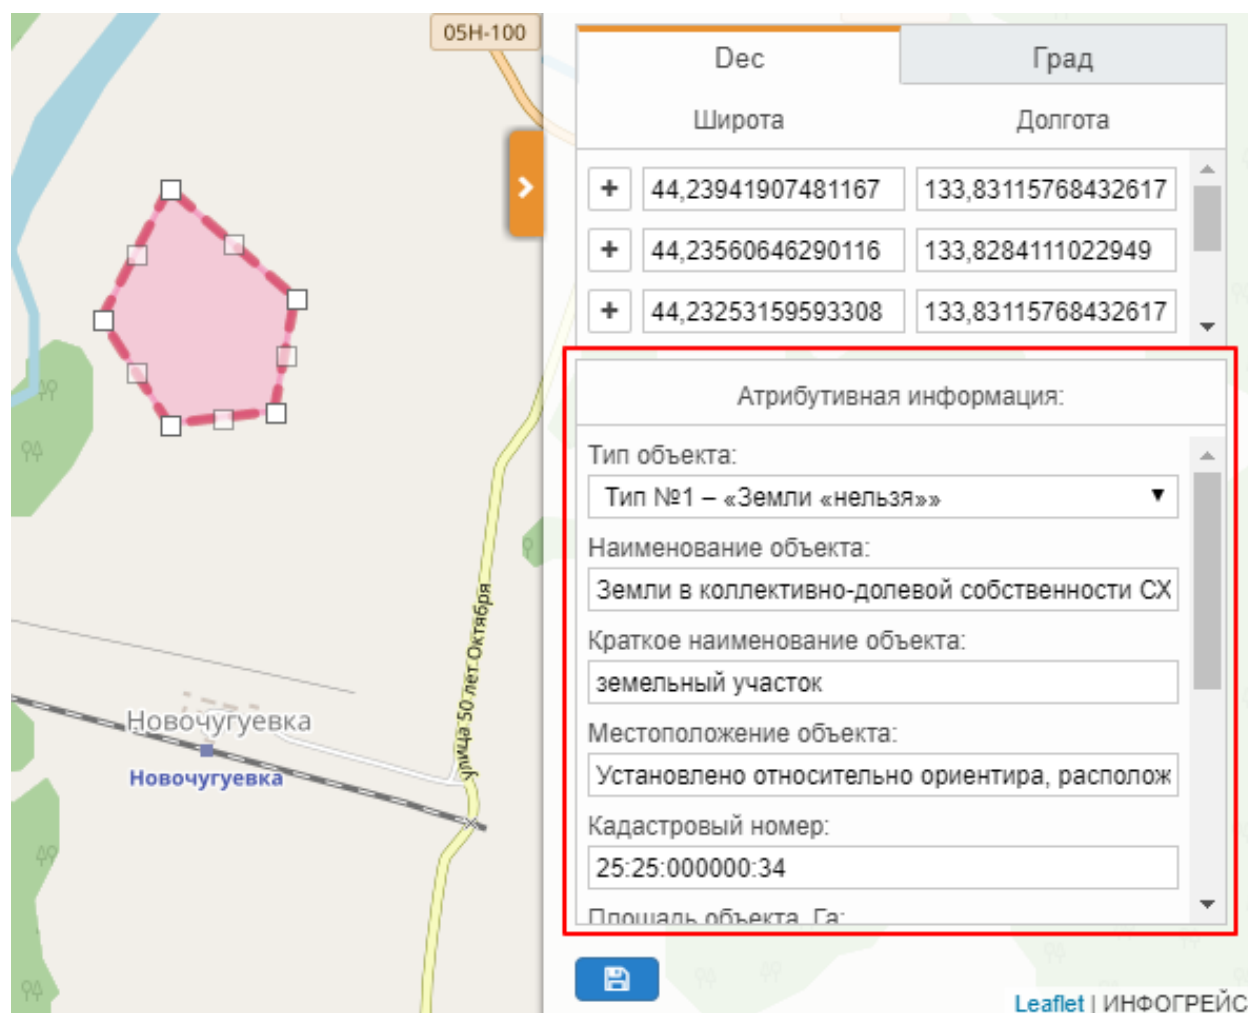 05Н-100
Dec
Град
Широта
Долгота
+ 44,23941907481167 133,83115768432617
+ 44,23560646290116 133,8284111022949
+ 44,23253159593308 133,83115768432617
Атрибутивная информация:
Тип объекта:
Тип №1 – «Земли «нельзя»»
Наименование объекта:
Земли в коллективно-долевой собственности СХ
Краткое наименование объекта:
земельный участок
Местоположение объекта:
Установлено относительно ориентира, располож
Кадастровый номер:
25:25:000000:34
Площадь объекта, Га:
улица 50 лет Октября
Новочугуевка
Новочугуевка
Leaflet | ИНФОГРЕЙС